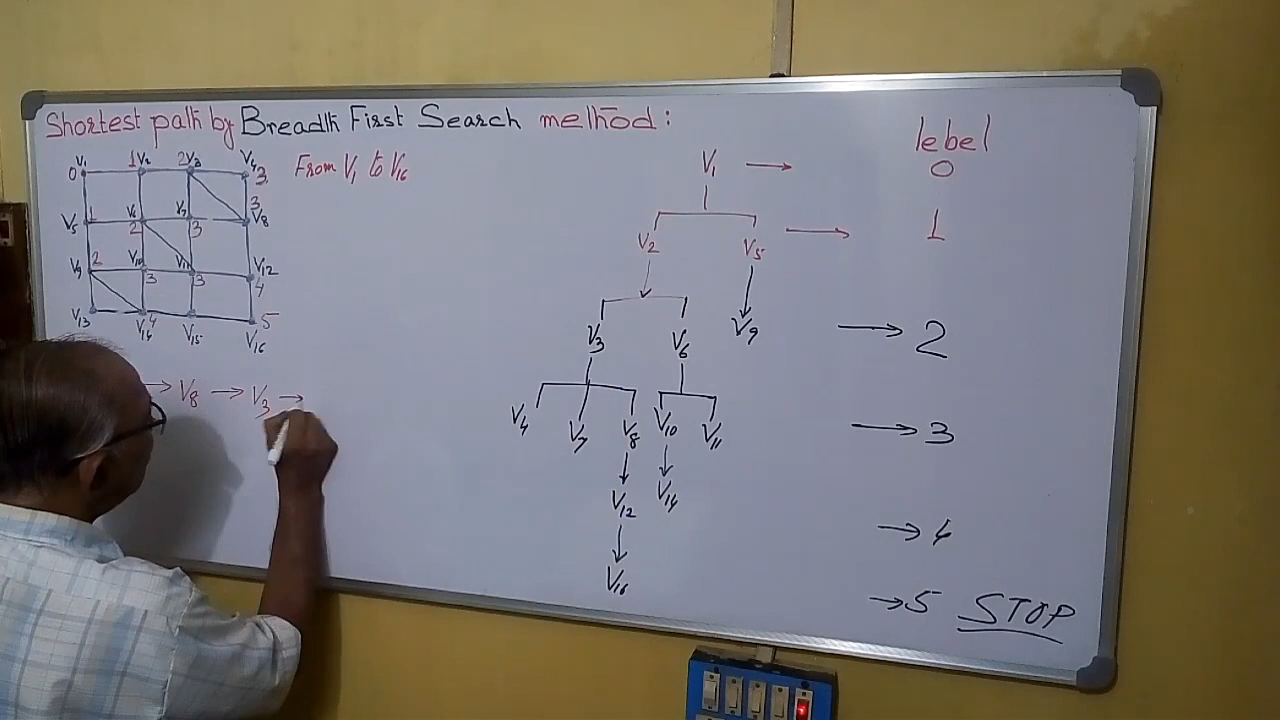 Shortest path by Breadth First Search method:
From V1 to V16
lebel
V1 V2 V3 V4
0 1 2 3
V5 V6 V7 V8
1 2 3 3
V9 V10 V11 V12
2 3 3 4
V13 V14 V15 V16
4 5
→ V8 → V3 →
V1 → 0
V2 V5 → 1
V3 V6 V9 → 2
V4 V7 V8 V10 V11 → 3
V12 V14 → 4
V16 → 5 STOP